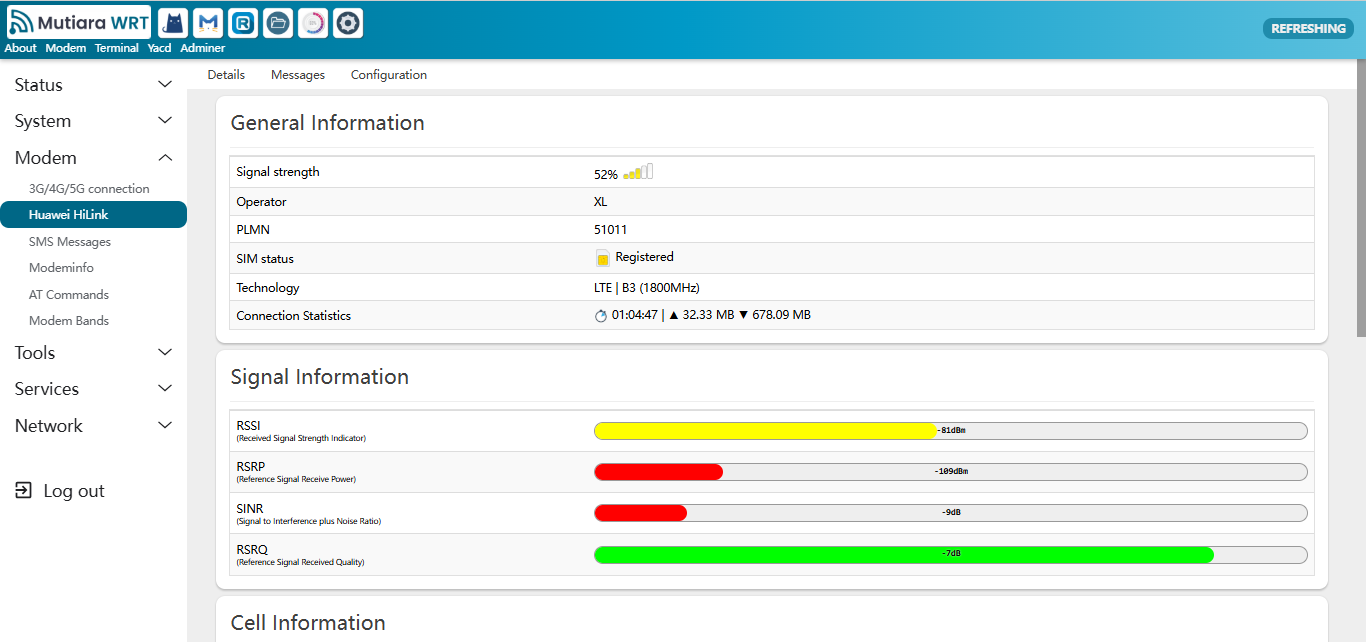 Mutiara WRT
REFRESHING
About Modem Terminal Yacd Adminer
Status
System
Modem
3G/4G/5G connection
Huawei HiLink
SMS Messages
Modeminfo
AT Commands
Modem Bands
Tools
Services
Network
Log out
Details Messages Configuration
General Information
Signal strength 52%
Operator XL
PLMN 51011
SIM status Registered
Technology LTE | B3 (1800MHz)
Connection Statistics 01:04:47 | ▲ 32.33 MB ▼ 678.09 MB
Signal Information
RSSI
(Received Signal Strength Indicator)
-81dBm
RSRP
(Reference Signal Receive Power)
-109dBm
SINR
(Signal to Interference plus Noise Ratio)
-9dB
RSRQ
(Reference Signal Received Quality)
-7dB
Cell Information